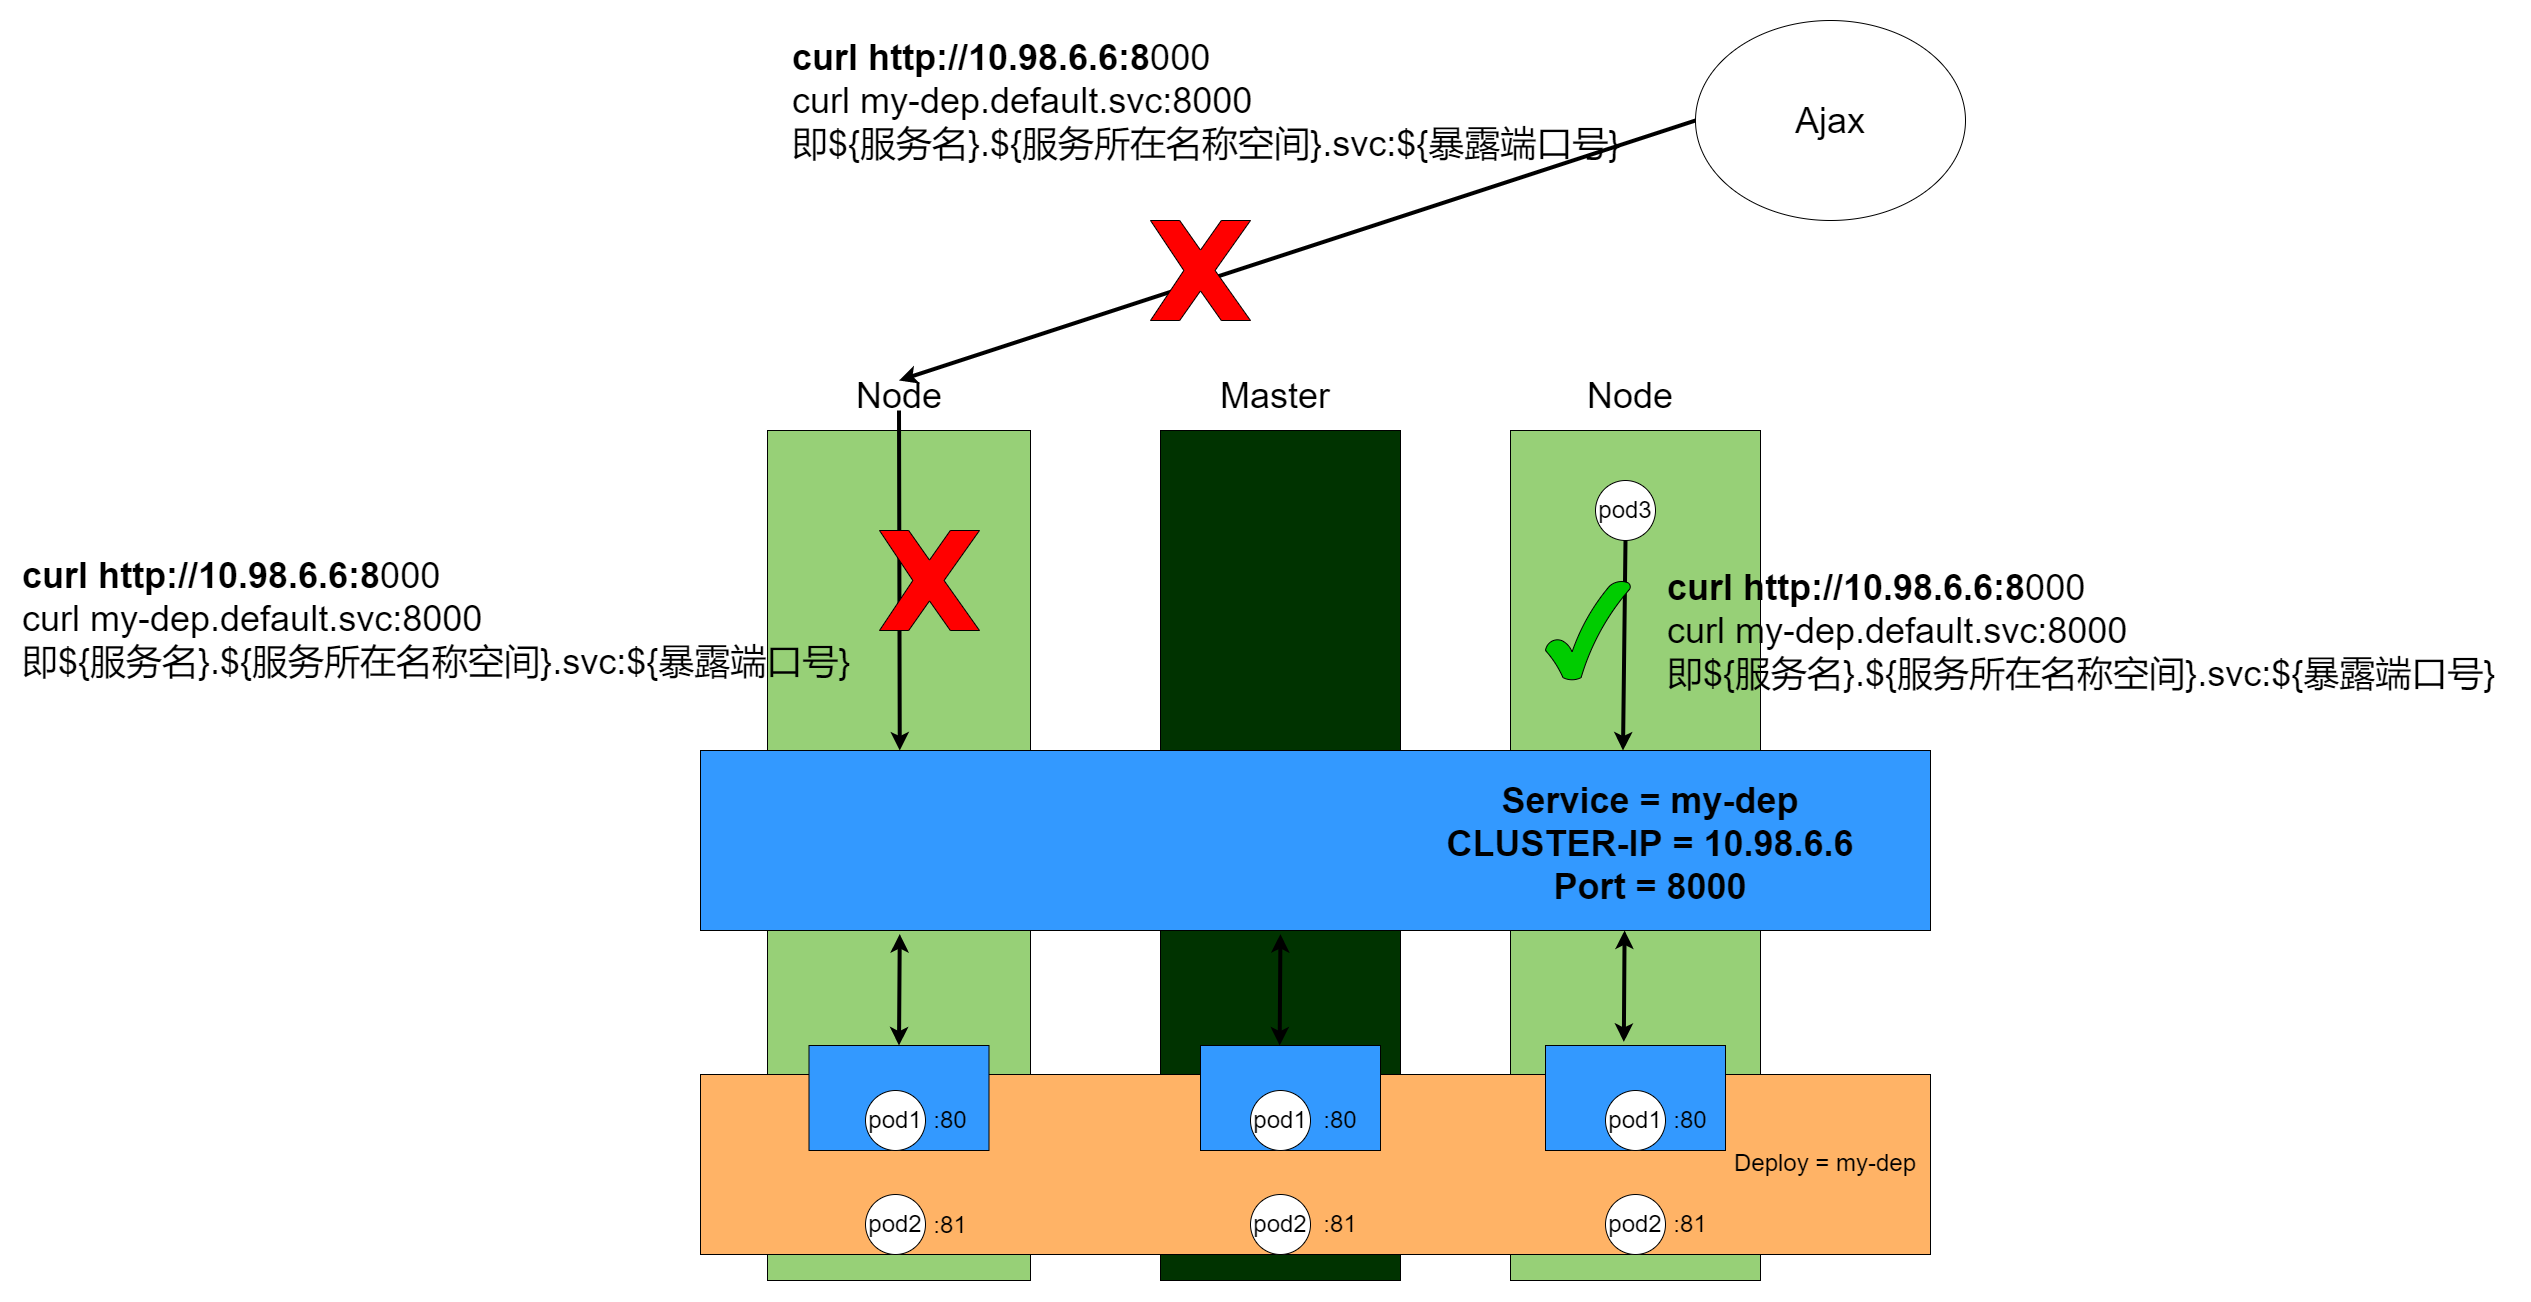 curl http://10.98.6.6:8000
curl my-dep.default.svc:8000
即${服务名}.${服务所在名称空间}.svc:${暴露端口号}
Ajax
Node
Master
Node
pod3
curl http://10.98.6.6:8000
curl my-dep.default.svc:8000
即${服务名}.${服务所在名称空间}.svc:${暴露端口号}
curl http://10.98.6.6:8000
curl my-dep.default.svc:8000
即${服务名}.${服务所在名称空间}.svc:${暴露端口号}
Service = my-dep
CLUSTER-IP = 10.98.6.6
Port = 8000
pod1 :80
pod1 :80
pod1 :80
Deploy = my-dep
pod2 :81
pod2 :81
pod2 :81